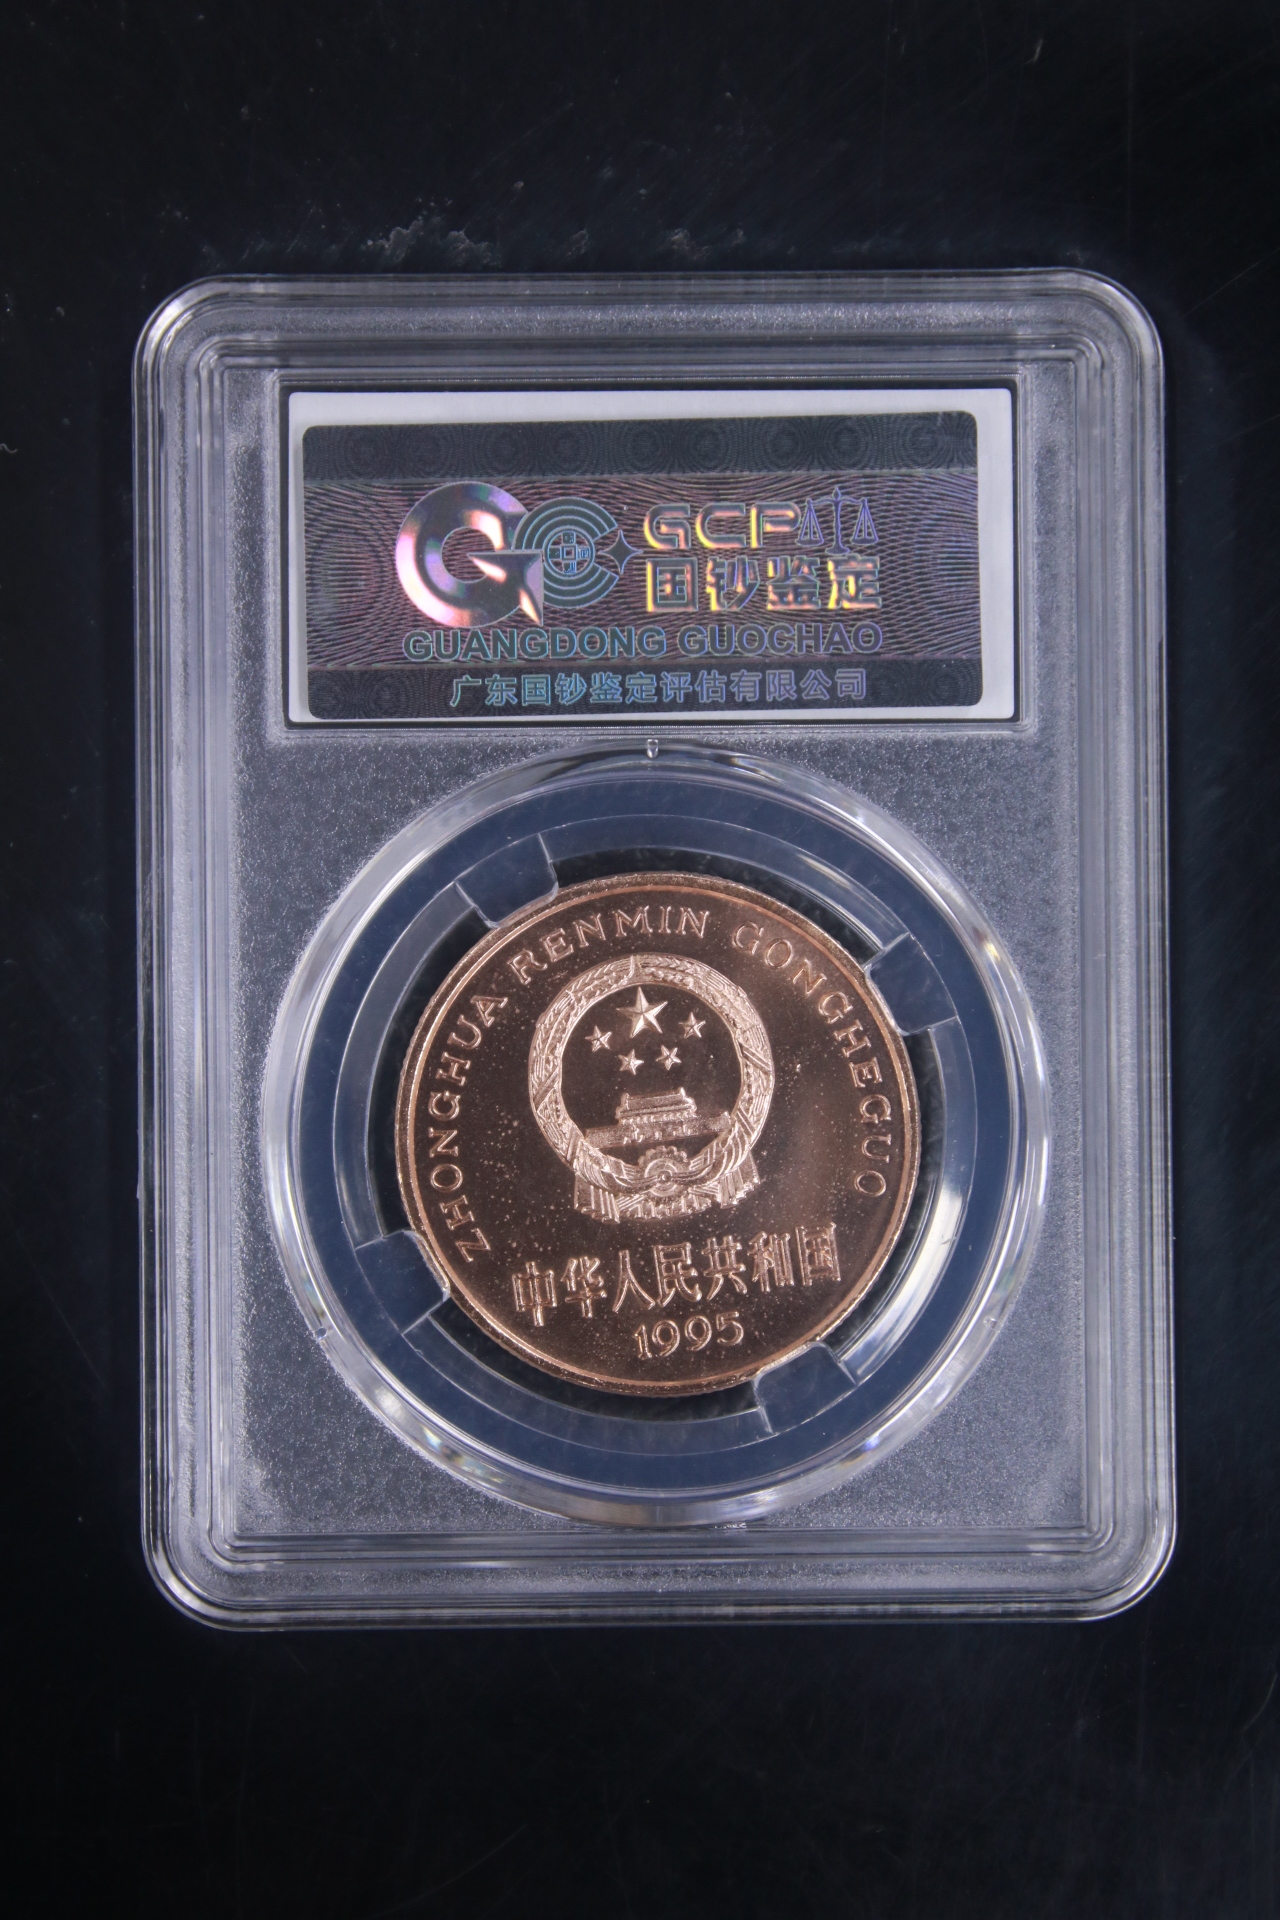 GC GCP
国钞鉴定
GUANGDONG GUOCHAO
广东国钞鉴定评估有限公司
ZHONGHUA RENMIN GONGHEGUO
中华人民共和国
1995